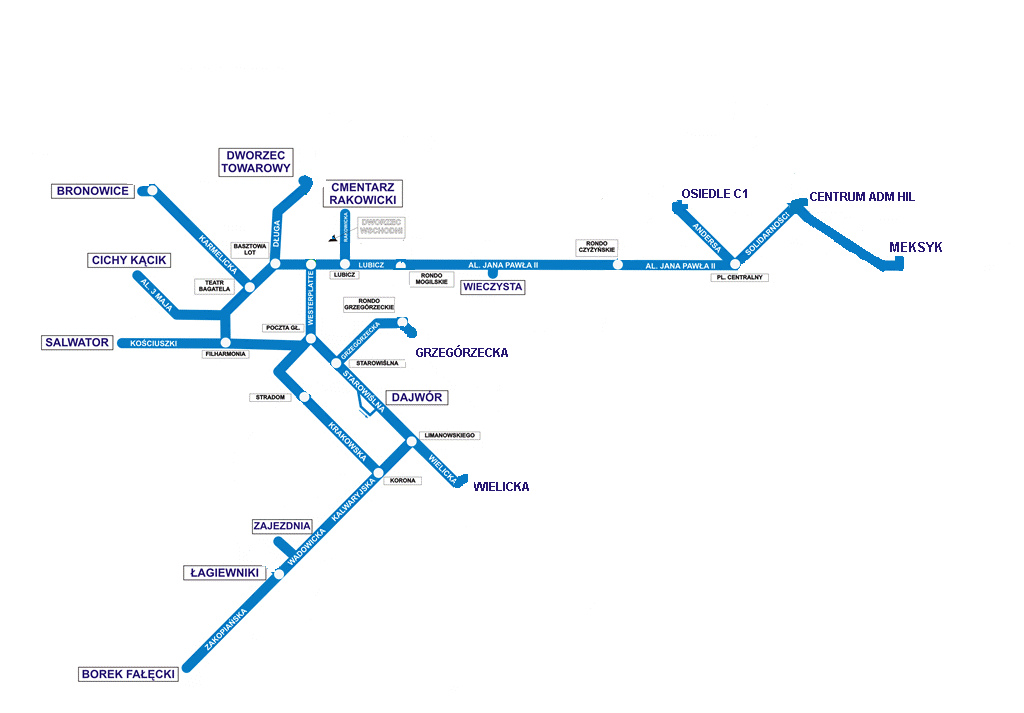 DWORZEC
TOWAROWY
CMENTARZ
RAKOWICKI
BRONOWICE
OSIEDLE C1
CENTRUM ADM HIL
DŁUGA
RAKOWICKA
DWORZEC
WSCHODNI
KARMELICKA
BASZTOWA
LOT
ANDERSA
SOLIDARNOŚCI
RONDO
CZYŻYŃSKIE
MEKSYK
CICHY KĄCIK
LUBICZ
AL. JANA PAWŁA II
AL. JANA PAWŁA II
LUBICZ
RONDO
MOGILSKIE
PL. CENTRALNY
AL. 3 MAJA
TEATR
BAGATELA
WESTERPLATTE
WIECZYSTA
RONDO
GRZEGÓRZECKIE
POCZTA GŁ.
SALWATOR
KOŚCIUSZKI
FILHARMONIA
GRZEGÓRZECKA
GRZEGÓRZECKA
STAROWIŚLNA
STAROWIŚLNA
STRADOM
DAJWÓR
KRAKOWSKA
LIMANOWSKIEGO
WIELICKA
KORONA
WIELICKA
KALWARYJSKA
ZAJEZDNIA
WADOWICKA
ŁAGIEWNIKI
ZAKOPIAŃSKA
BOREK FAŁĘCKI